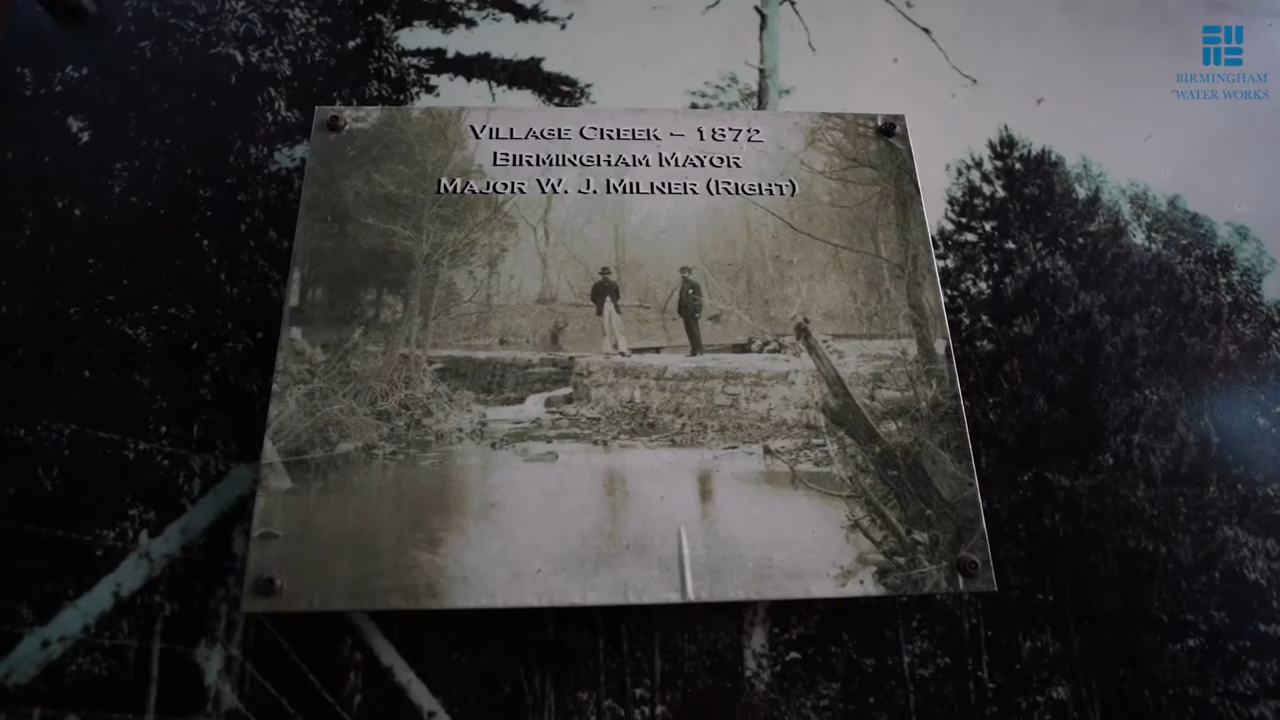 Village Creek – 1872
Birmingham Mayor
Major W. J. Milner (Right)
BIRMINGHAM
WATER WORKS